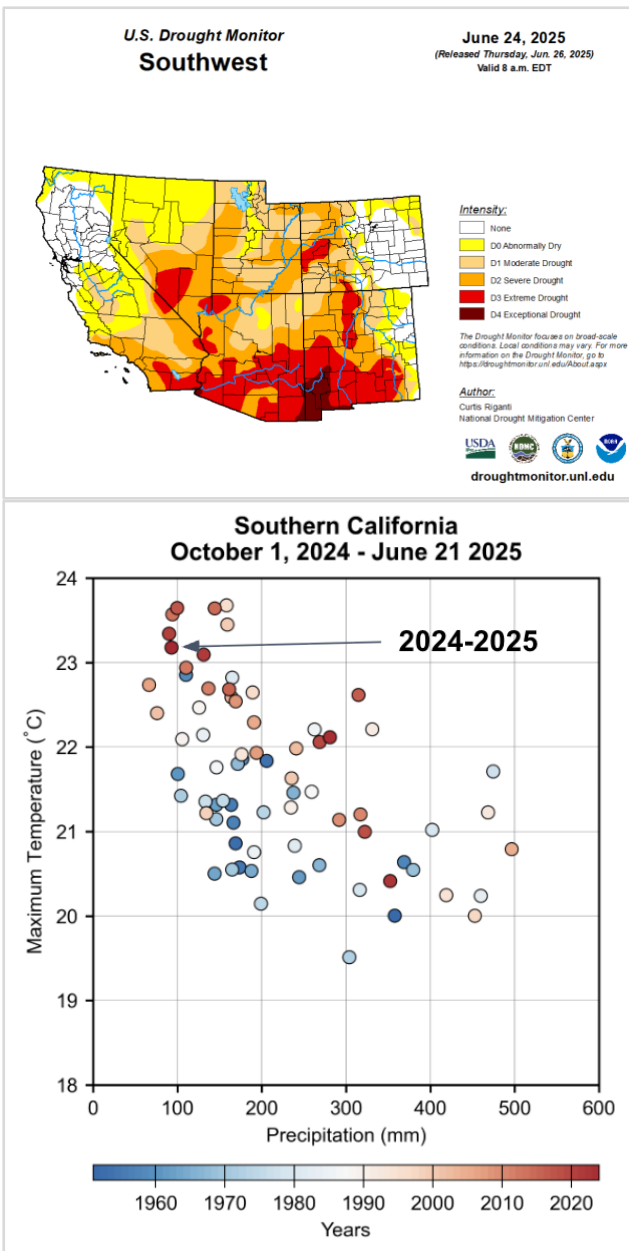 U.S. Drought Monitor
Southwest
June 24, 2025
(Released Thursday, Jun. 26, 2025)
Valid 8 a.m. EDT
Intensity:
None
D0 Abnormally Dry
D1 Moderate Drought
D2 Severe Drought
D3 Extreme Drought
D4 Exceptional Drought
The Drought Monitor focuses on broad-scale
conditions. Local conditions may vary. For more
information on the Drought Monitor, go to
https://droughtmonitor.unl.edu/About.aspx
Author:
Curtis Riganti
National Drought Mitigation Center
USDA
NDMC
NOAA
droughtmonitor.unl.edu
Southern California
October 1, 2024 - June 21 2025
24
23
22
21
20
19
18
Maximum Temperature (˚C)
2024-2025
0 100 200 300 400 500 600
Precipitation (mm)
1960 1970 1980 1990 2000 2010 2020
Years